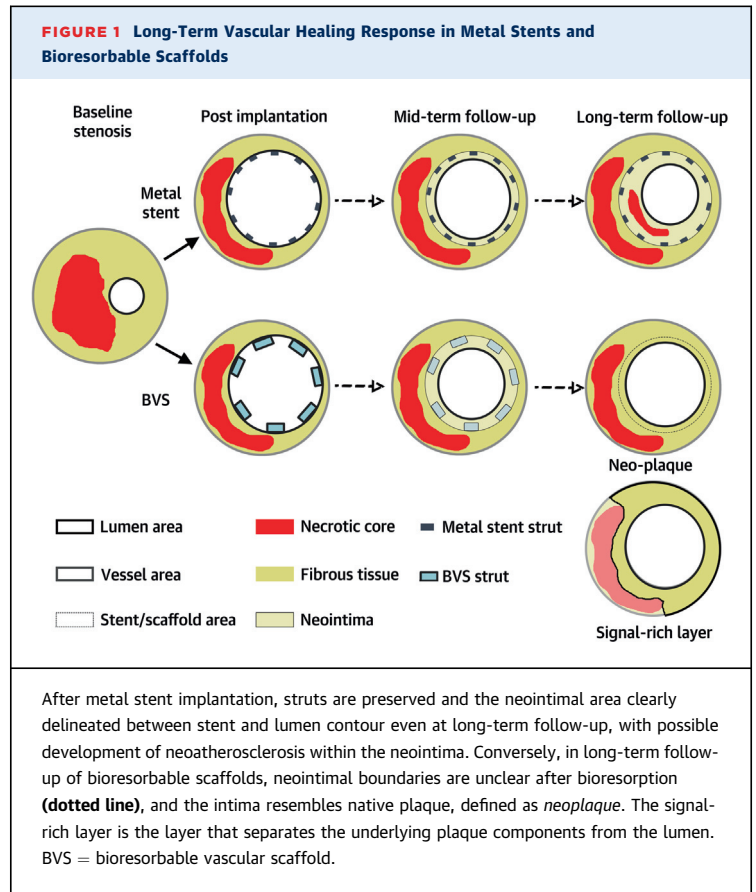 FIGURE 1 Long-Term Vascular Healing Response in Metal Stents and
Bioresorbable Scaffolds
Baseline
stenosis
Post implantation
Mid-term follow-up
Long-term follow-up
Metal
stent
BVS
Neo-plaque
Lumen area
Necrotic core
Metal stent strut
Vessel area
Fibrous tissue
BVS strut
Stent/scaffold area
Neointima
Signal-rich layer
After metal stent implantation, struts are preserved and the neointimal area clearly
delineated between stent and lumen contour even at long-term follow-up, with possible
development of neoatherosclerosis within the neointima. Conversely, in long-term follow-
up of bioresorbable scaffolds, neointimal boundaries are unclear after bioresorption
(dotted line), and the intima resembles native plaque, defined as neoplaque. The signal-
rich layer is the layer that separates the underlying plaque components from the lumen.
BVS = bioresorbable vascular scaffold.